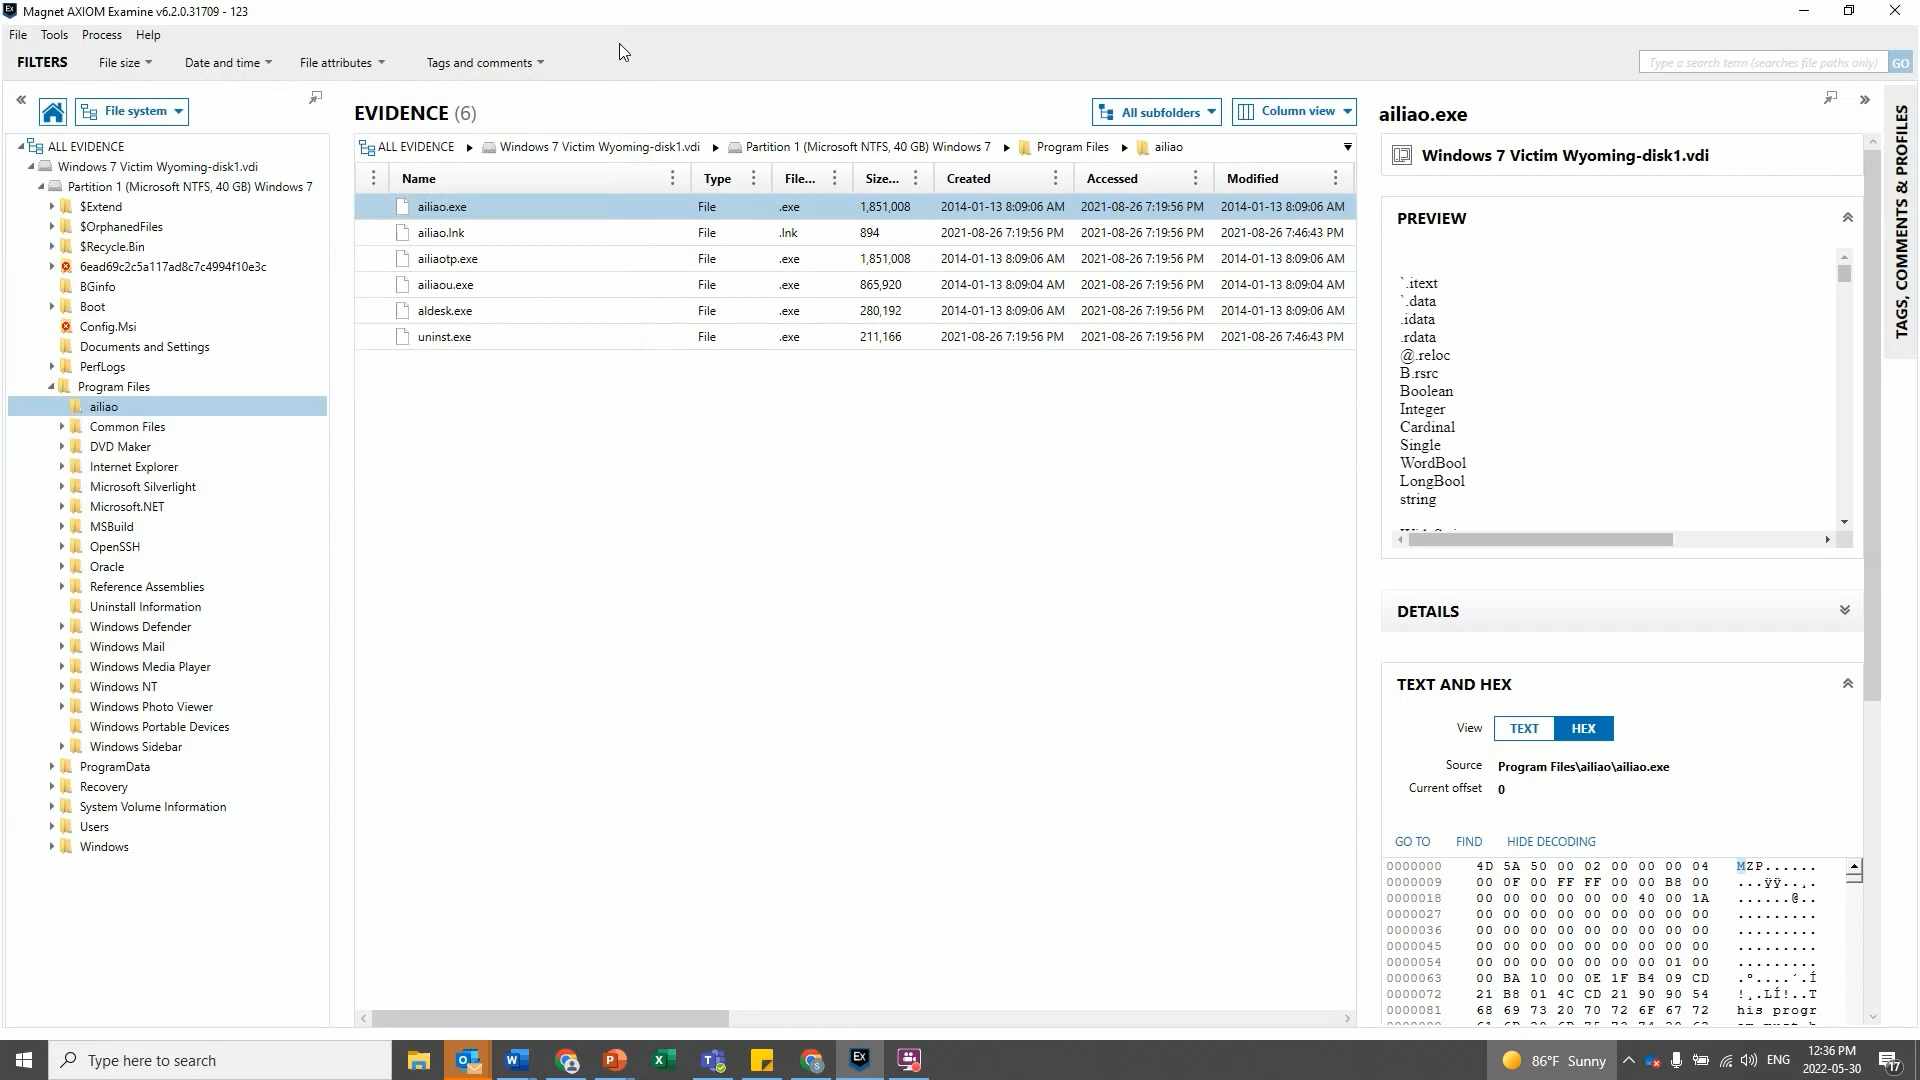 Magnet AXIOM Examine v6.2.0.31709 - 123
File Tools Process Help
FILTERS File size Date and time File attributes Tags and comments Type a search term (searches file paths only) GO
File system
ALL EVIDENCE
Windows 7 Victim Wyoming-disk1.vdi
Partition 1 (Microsoft NTFS, 40 GB) Windows 7
$Extend
$OrphanedFiles
$Recycle.Bin
6ead69c2c5a117ad8c7c4994f10e3c
BGinfo
Boot
Config.Msi
Documents and Settings
PerfLogs
Program Files
ailiao
Common Files
DVD Maker
Internet Explorer
Microsoft Silverlight
Microsoft.NET
MSBuild
OpenSSH
Oracle
Reference Assemblies
Uninstall Information
Windows Defender
Windows Mail
Windows Media Player
Windows NT
Windows Photo Viewer
Windows Portable Devices
Windows Sidebar
ProgramData
Recovery
System Volume Information
Users
Windows
EVIDENCE (6) All subfolders Column view
ALL EVIDENCE Windows 7 Victim Wyoming-disk1.vdi Partition 1 (Microsoft NTFS, 40 GB) Windows 7 Program Files ailiao
Name Type File... Size... Created Accessed Modified
ailiao.exe File .exe 1,851,008 2014-01-13 8:09:06 AM 2021-08-26 7:19:56 PM 2014-01-13 8:09:06 AM
ailiao.lnk File .lnk 894 2021-08-26 7:19:56 PM 2021-08-26 7:19:56 PM 2021-08-26 7:46:43 PM
ailiaotp.exe File .exe 1,851,008 2014-01-13 8:09:06 AM 2021-08-26 7:19:56 PM 2014-01-13 8:09:06 AM
ailiaou.exe File .exe 865,920 2014-01-13 8:09:04 AM 2021-08-26 7:19:56 PM 2014-01-13 8:09:04 AM
aldesk.exe File .exe 280,192 2014-01-13 8:09:06 AM 2021-08-26 7:19:56 PM 2014-01-13 8:09:06 AM
uninst.exe File .exe 211,166 2021-08-26 7:19:56 PM 2021-08-26 7:19:56 PM 2021-08-26 7:46:43 PM
ailiao.exe
Windows 7 Victim Wyoming-disk1.vdi
PREVIEW
`.itext
`.data
.idata
.rdata
@.reloc
B.rsrc
Boolean
Integer
Cardinal
Single
WordBool
LongBool
string
DETAILS
TEXT AND HEX
View TEXT HEX
Source Program Files\ailiao\ailiao.exe
Current offset 0
GO TO FIND HIDE DECODING
0000000 4D 5A 50 00 02 00 00 00 04 MZP......
0000009 00 0F 00 FF FF 00 00 B8 00 ...ÿÿ..¸.
0000018 00 00 00 00 00 00 40 00 1A ......@..
0000027 00 00 00 00 00 00 00 00 00 .........
0000036 00 00 00 00 00 00 00 00 00 .........
0000045 00 00 00 00 00 00 00 00 00 .........
0000054 00 00 00 00 00 00 00 01 00 .........
0000063 00 BA 10 00 0E 1F B4 09 CD .º....´.Í
0000072 21 B8 01 4C CD 21 90 90 54 !¸.LÍ!..T
0000081 68 69 73 20 70 72 6F 67 72 his progr
TAGS, COMMENTS & PROFILES
Type here to search
86°F Sunny
ENG
12:36 PM
2022-05-30
17